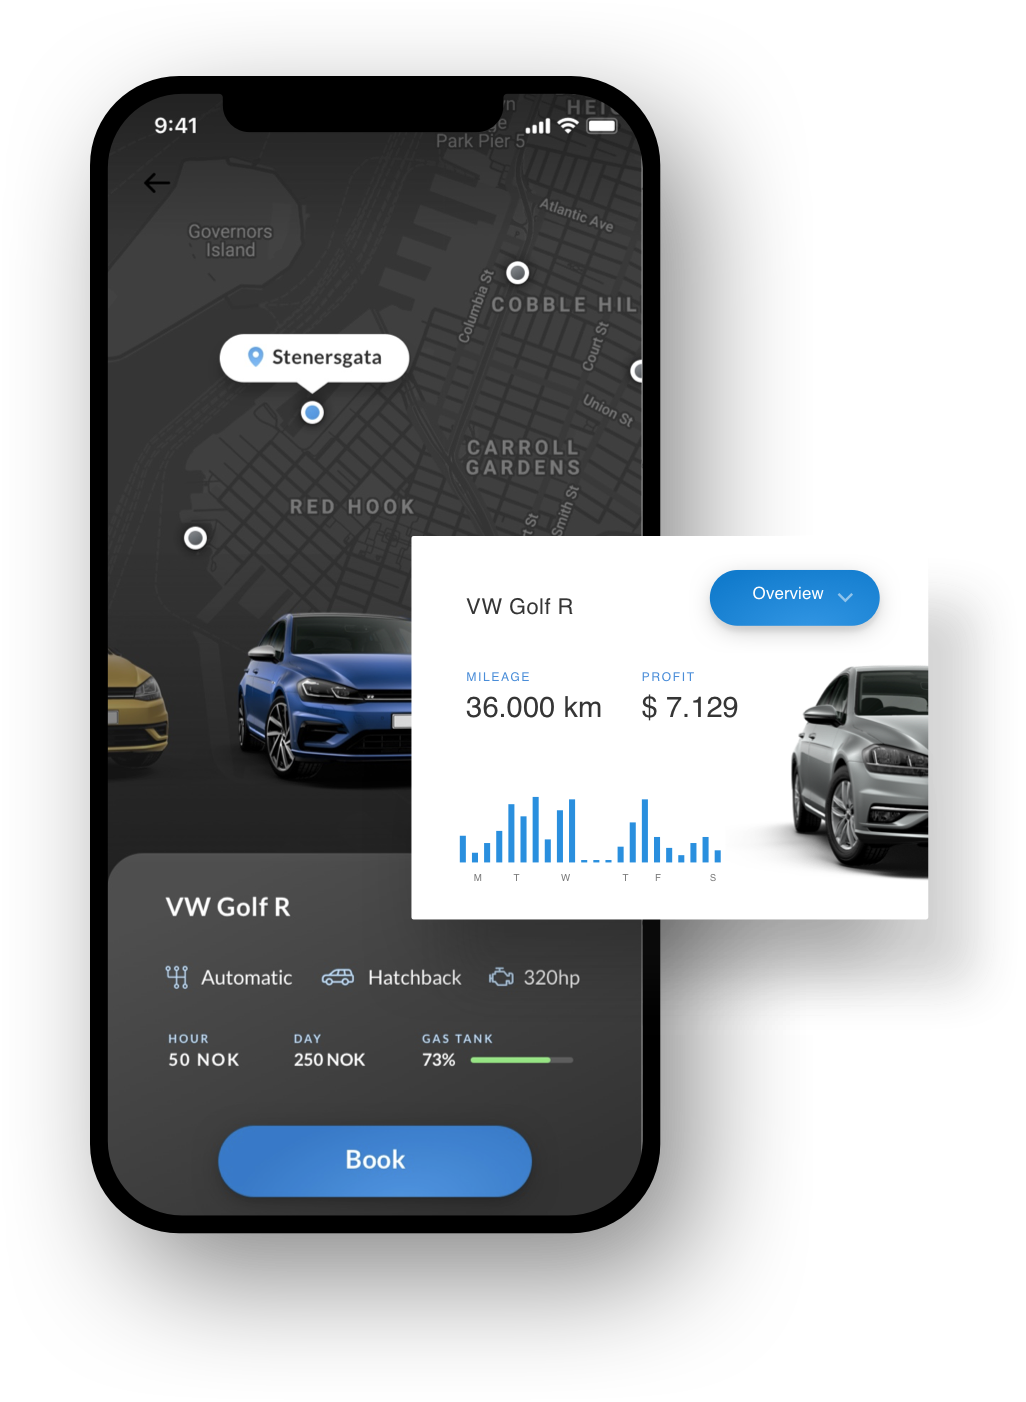 9:41
HEI
Park Pier 5
Atlantic Ave
Governors
Island
Columbia St
COBBLE HIL
Court St
Stenersgata
Union St
CARROLL
GARDENS
Smith St
RED HOOK
VW Golf R
Overview
MILEAGE
PROFIT
36.000 km
$ 7.129
M T W T F S
VW Golf R
Automatic
Hatchback
320hp
HOUR
DAY
GAS TANK
50 NOK
250 NOK
73%
Book